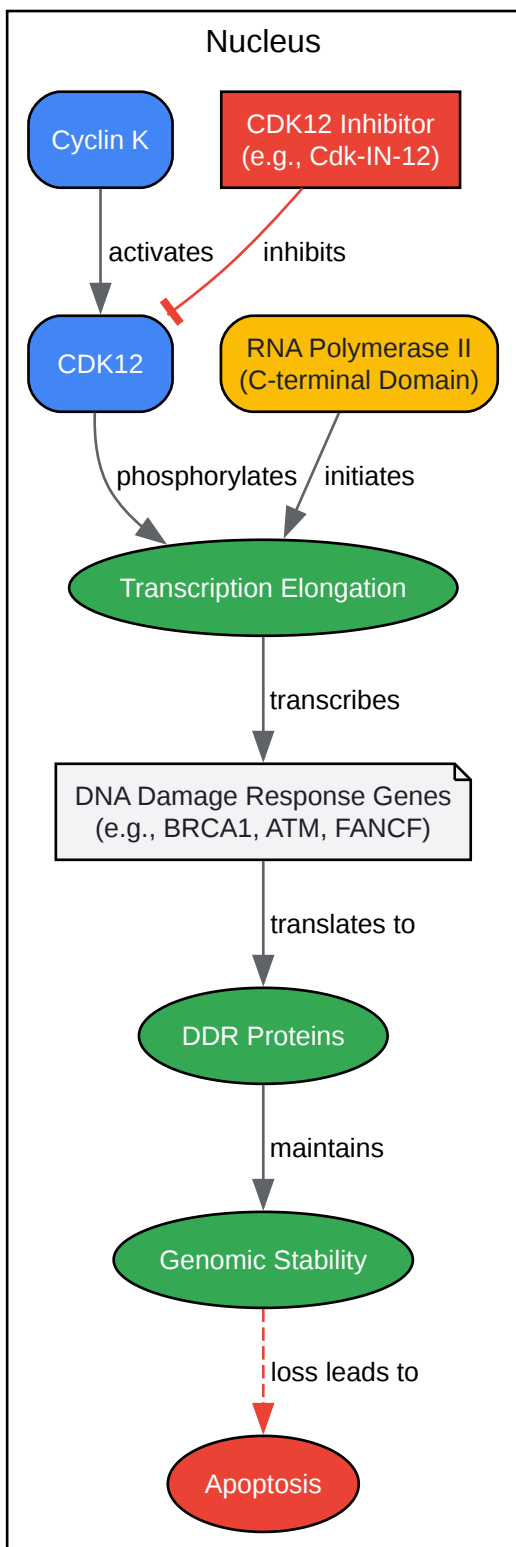 Nucleus
Cyclin K
CDK12 Inhibitor
(e.g., Cdk-IN-12)
activates
inhibits
CDK12
RNA Polymerase II
(C-terminal Domain)
phosphorylates
initiates
Transcription Elongation
transcribes
DNA Damage Response Genes
(e.g., BRCA1, ATM, FANCF)
translates to
DDR Proteins
maintains
Genomic Stability
loss leads to
Apoptosis